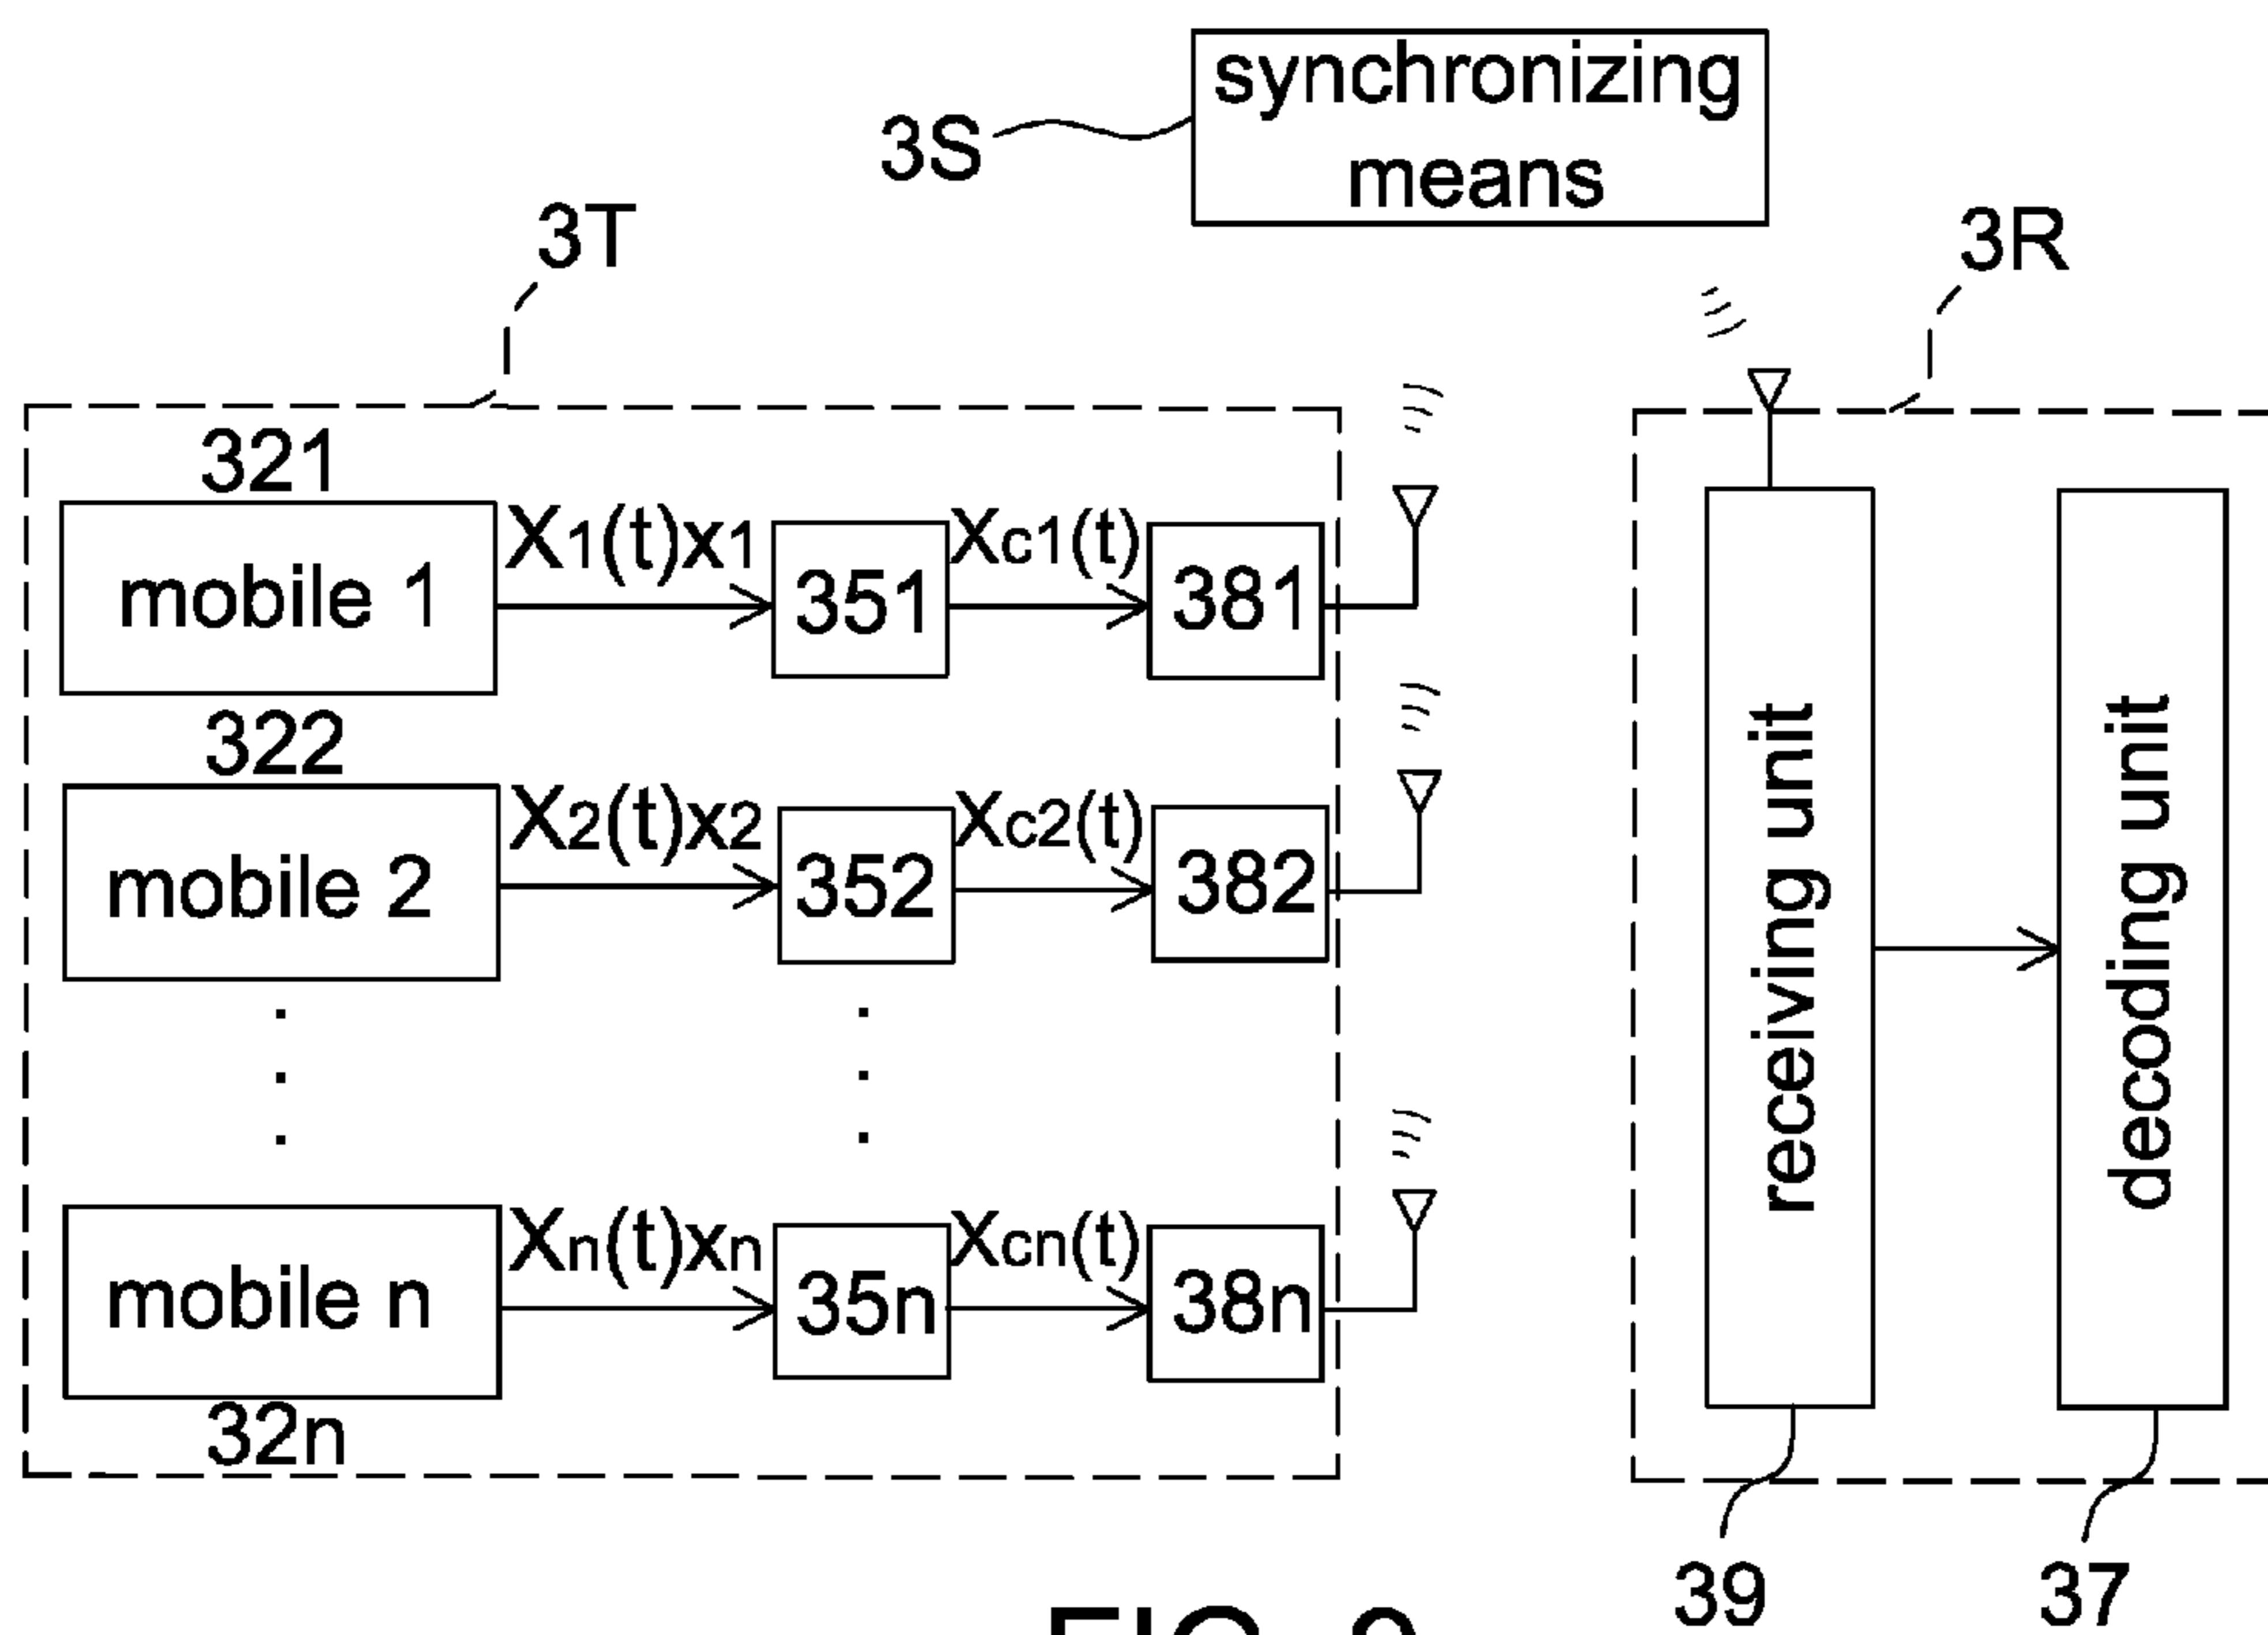 synchronizing
means
3S
3T
3R
321
mobile 1
X1(t)x1
351
Xc1(t)
381
322
mobile 2
X2(t)x2
352
Xc2(t)
382
mobile n
Xn(t)xn
35n
Xcn(t)
38n
32n
receiving unit
decoding unit
39
37
FIG.